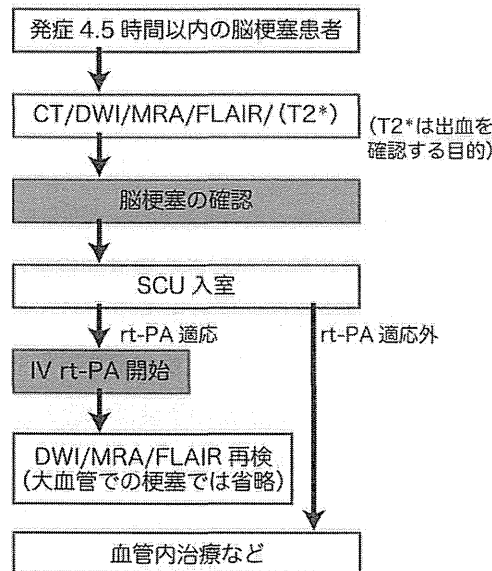 発症 4.5 時間以内の脳梗塞患者
CT/DWI/MRA/FLAIR/（T2*）
（T2*は出血を
確認する目的）
脳梗塞の確認
SCU 入室
rt-PA 適応
rt-PA 適応外
IV rt-PA 開始
DWI/MRA/FLAIR 再検
（大血管での梗塞では省略）
血管内治療など